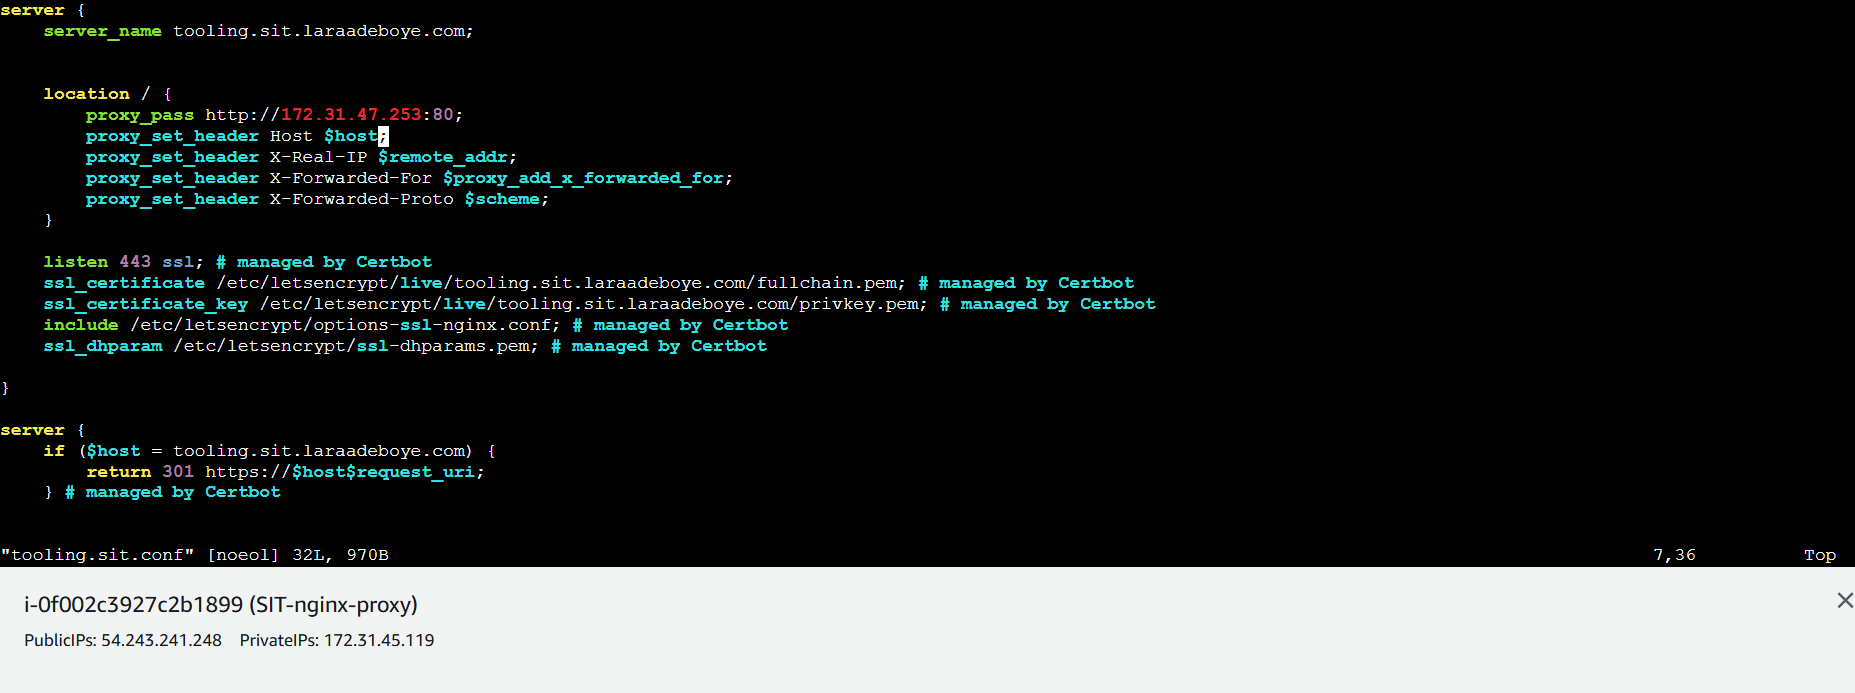 server {
    server_name tooling.sit.laraadeboye.com;
    location / {
        proxy_pass http://172.31.47.253:80;
        proxy_set_header Host $host;
        proxy_set_header X-Real-IP $remote_addr;
        proxy_set_header X-Forwarded-For $proxy_add_x_forwarded_for;
        proxy_set_header X-Forwarded-Proto $scheme;
    }
    listen 443 ssl; # managed by Certbot
    ssl_certificate /etc/letsencrypt/live/tooling.sit.laraadeboye.com/fullchain.pem; # managed by Certbot
    ssl_certificate_key /etc/letsencrypt/live/tooling.sit.laraadeboye.com/privkey.pem; # managed by Certbot
    include /etc/letsencrypt/options-ssl-nginx.conf; # managed by Certbot
    ssl_dhparam /etc/letsencrypt/ssl-dhparams.pem; # managed by Certbot
}
server {
    if ($host = tooling.sit.laraadeboye.com) {
        return 301 https://$host$request_uri;
    } # managed by Certbot
"tooling.sit.conf" [noeol] 32L, 970B 7,36 Top
i-0f002c3927c2b1899 (SIT-nginx-proxy)
PublicIPs: 54.243.241.248 PrivateIPs: 172.31.45.119